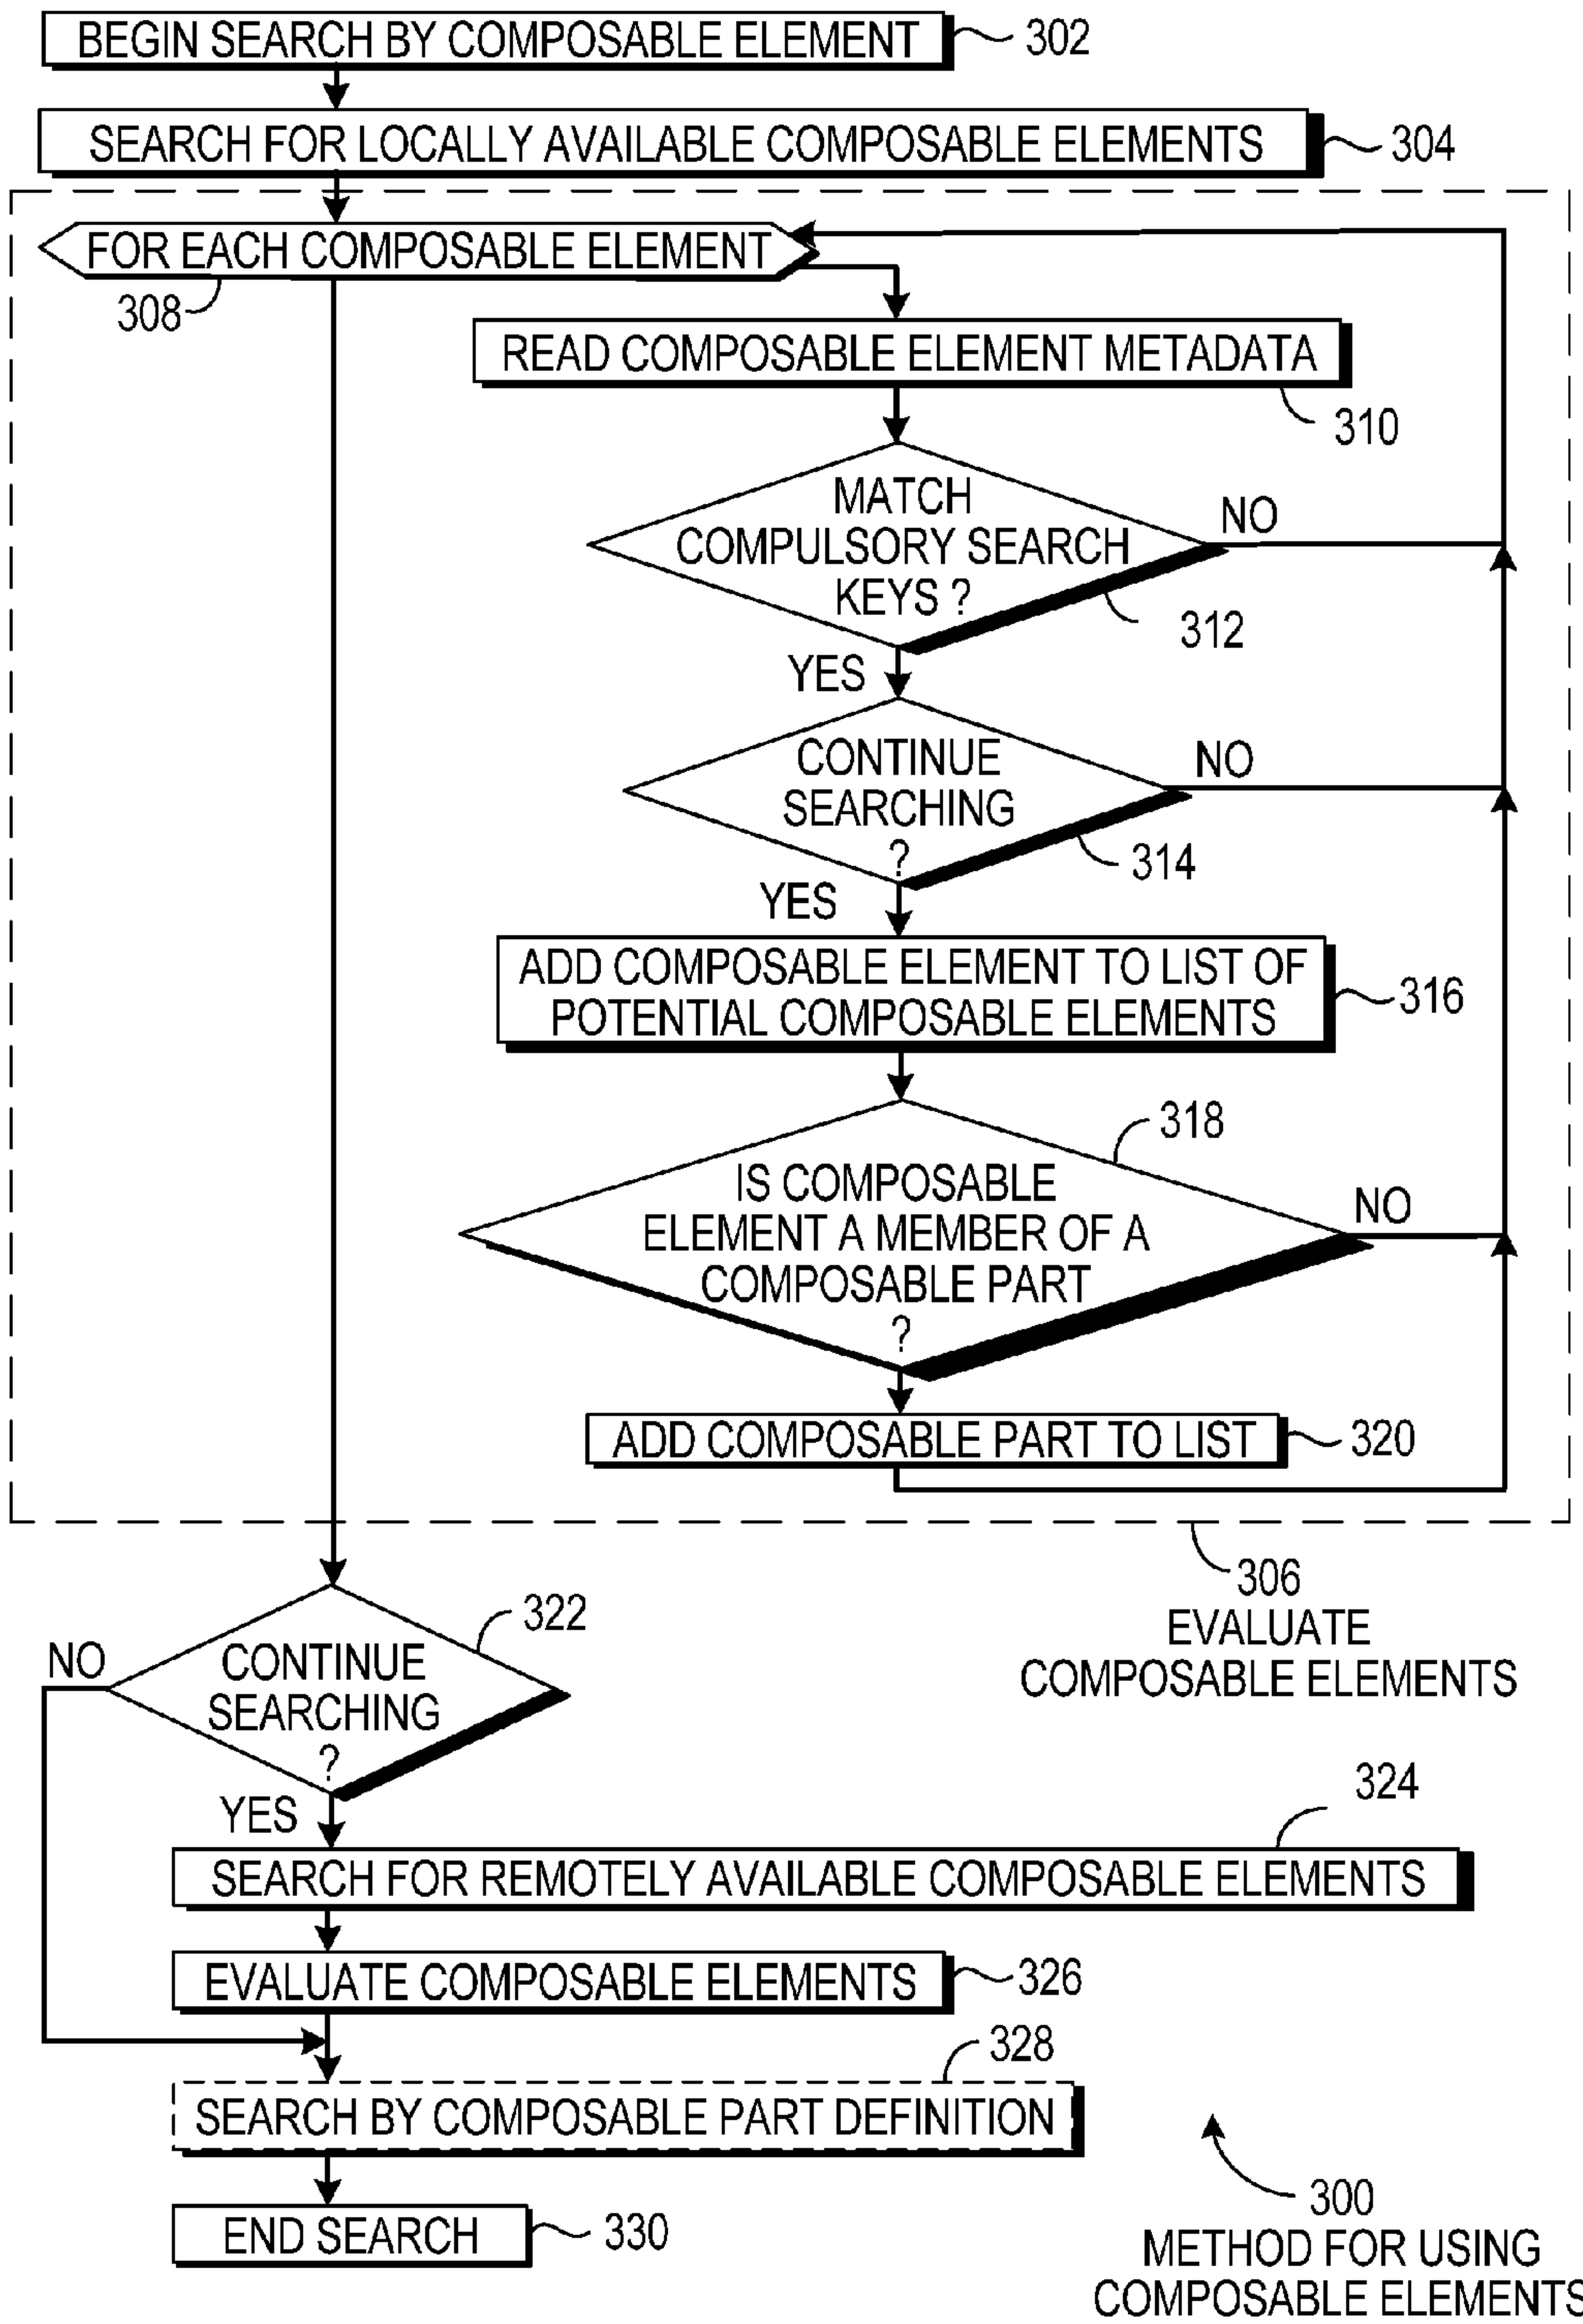 BEGIN SEARCH BY COMPOSABLE ELEMENT
302
SEARCH FOR LOCALLY AVAILABLE COMPOSABLE ELEMENTS
304
FOR EACH COMPOSABLE ELEMENT
308
READ COMPOSABLE ELEMENT METADATA
310
MATCH
COMPULSORY SEARCH
KEYS ?
NO
312
YES
CONTINUE
SEARCHING
?
NO
314
YES
ADD COMPOSABLE ELEMENT TO LIST OF
POTENTIAL COMPOSABLE ELEMENTS
316
318
IS COMPOSABLE
ELEMENT A MEMBER OF A
COMPOSABLE PART
?
NO
ADD COMPOSABLE PART TO LIST
320
306
EVALUATE
COMPOSABLE ELEMENTS
322
NO
CONTINUE
SEARCHING
?
YES
324
SEARCH FOR REMOTELY AVAILABLE COMPOSABLE ELEMENTS
EVALUATE COMPOSABLE ELEMENTS
326
328
SEARCH BY COMPOSABLE PART DEFINITION
END SEARCH
330
300
METHOD FOR USING
COMPOSABLE ELEMENTS